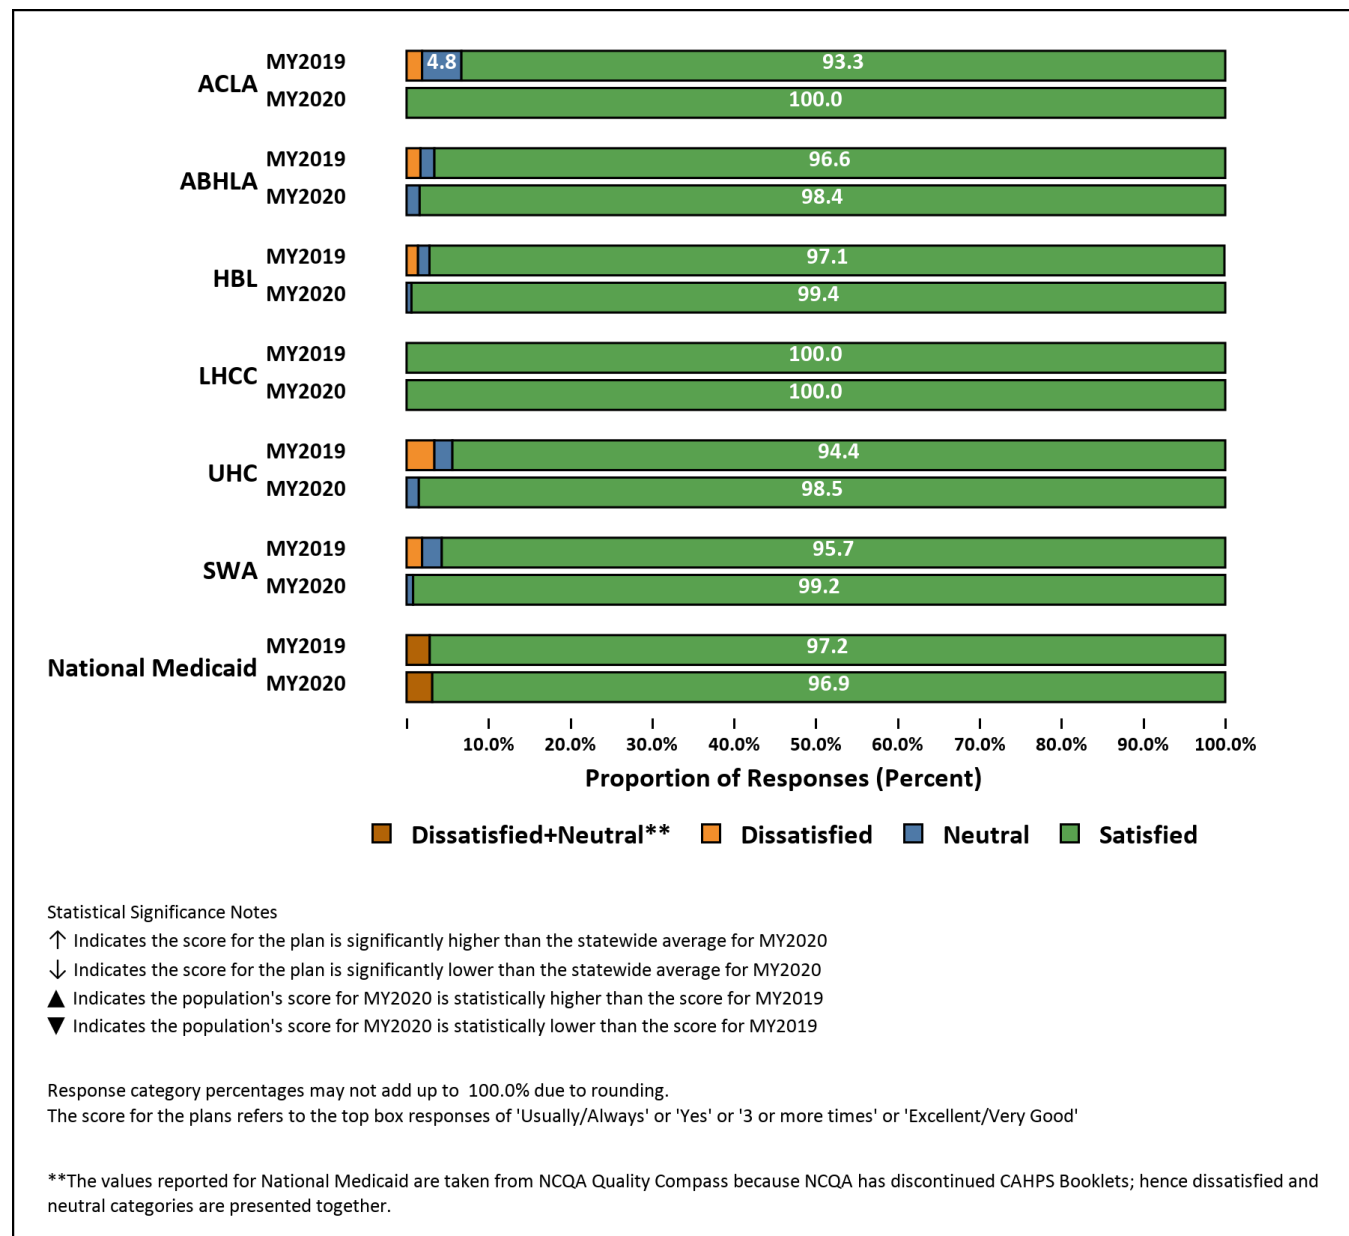 ACLA
MY2019 4.8 93.3
MY2020 100.0
ABHLA
MY2019 96.6
MY2020 98.4
HBL
MY2019 97.1
MY2020 99.4
LHCC
MY2019 100.0
MY2020 100.0
UHC
MY2019 94.4
MY2020 98.5
SWA
MY2019 95.7
MY2020 99.2
National Medicaid
MY2019 97.2
MY2020 96.9
10.0% 20.0% 30.0% 40.0% 50.0% 60.0% 70.0% 80.0% 90.0% 100.0%
Proportion of Responses (Percent)
Dissatisfied+Neutral** Dissatisfied Neutral Satisfied
Statistical Significance Notes
↑ Indicates the score for the plan is significantly higher than the statewide average for MY2020
↓ Indicates the score for the plan is significantly lower than the statewide average for MY2020
▲ Indicates the population's score for MY2020 is statistically higher than the score for MY2019
▼ Indicates the population's score for MY2020 is statistically lower than the score for MY2019
Response category percentages may not add up to 100.0% due to rounding.
The score for the plans refers to the top box responses of 'Usually/Always' or 'Yes' or '3 or more times' or 'Excellent/Very Good'
**The values reported for National Medicaid are taken from NCQA Quality Compass because NCQA has discontinued CAHPS Booklets; hence dissatisfied and
neutral categories are presented together.